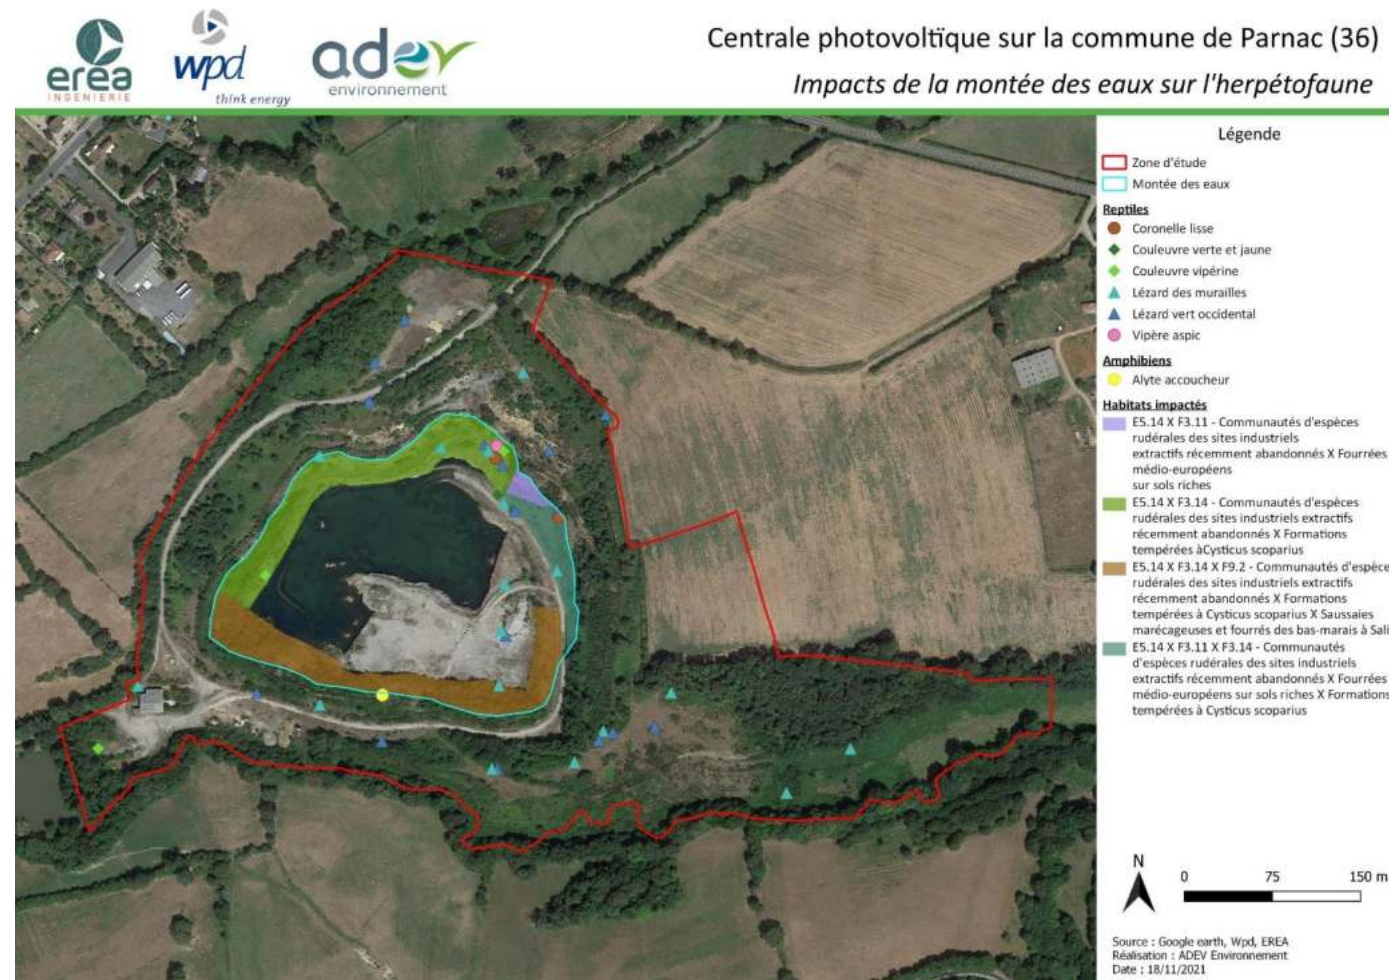 erea
INGENIERIE
wpd
think energy
adev
environnement
Centrale photovoltïque sur la commune de Parnac (36)
Impacts de la montée des eaux sur l'herpétofaune
Légende
Zone d'étude
Montée des eaux
Reptiles
Coronelle lisse
Couleuvre verte et jaune
Couleuvre vipérine
Lézard des murailles
Lézard vert occidental
Vipère aspic
Amphibiens
Alyte accoucheur
Habitats impactés
E5.14 X F3.11 - Communautés d'espèces
rudérales des sites industriels
extractifs récemment abandonnés X Fourrées
médio-européens
sur sols riches
E5.14 X F3.14 - Communautés d'espèces
rudérales des sites industriels extractifs
récemment abandonnés X Formations
tempérées àCysticus scoparius
E5.14 X F3.14 X F9.2 - Communautés d'espèce
rudérales des sites industriels extractifs
récemment abandonnés X Formations
tempérées à Cysticus scoparius X Saussaies
marécageuses et fourrés des bas-marais à Sali
E5.14 X F3.11 X F3.14 - Communautés
d'espèces rudérales des sites industriels
extractifs récemment abandonnés X Fourrées
médio-européens sur sols riches X Formations
tempérées à Cysticus scoparius
N
0 75 150 m
Source : Google earth, Wpd, EREA
Réalisation : ADEV Environnement
Date : 18/11/2021